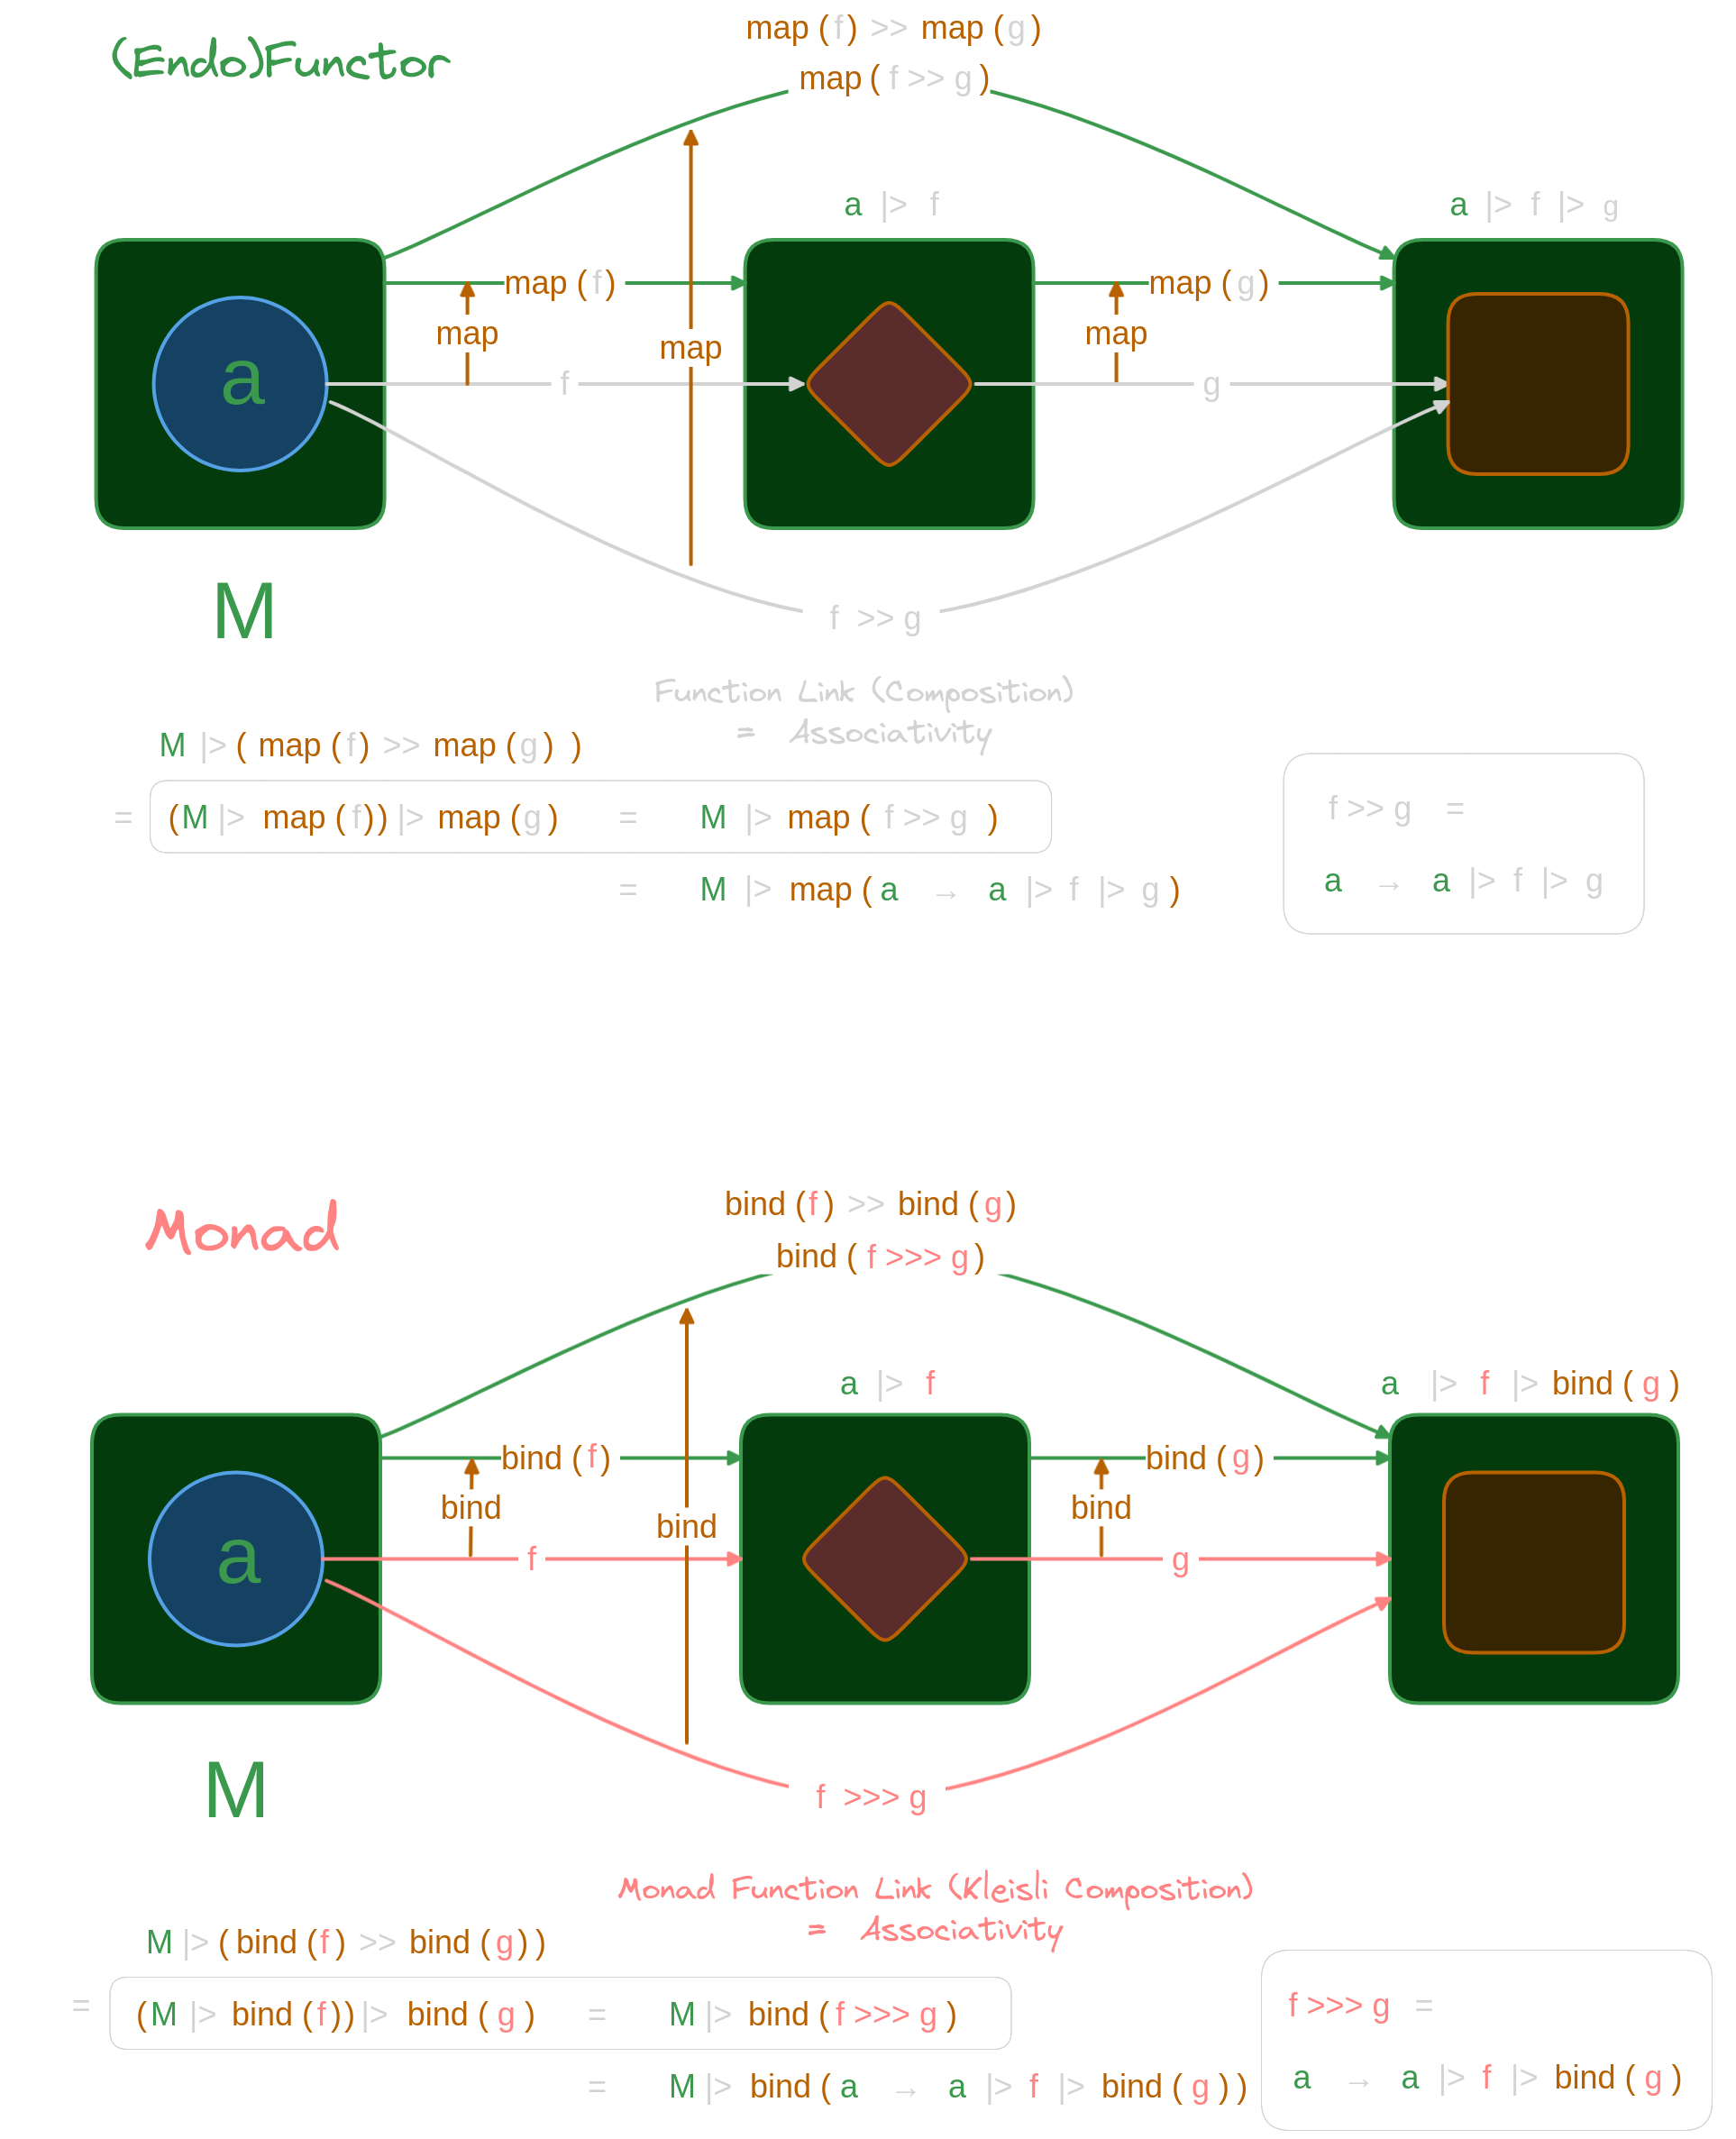 (Endo)Functor
map (f) >> map (g)
map ( f >> g )
a |> f
a |> f |> g
map (f)
map (g)
map
map
map
a
f
g
M
f >> g
Function Link (Composition)
= Associativity
M |> ( map (f) >> map (g) )
= (M |> map (f)) |> map (g) = M |> map ( f >> g )
= M |> map ( a → a |> f |> g )
f >> g =
a → a |> f |> g
Monad
bind (f) >> bind (g)
bind ( f >>> g )
a |> f
a |> f |> bind ( g )
bind (f)
bind (g)
bind
bind
bind
a
f
g
M
f >>> g
Monad Function Link (Kleisli Composition)
= Associativity
M |> ( bind (f) >> bind (g) )
= (M |> bind (f)) |> bind ( g ) = M |> bind ( f >>> g )
= M |> bind ( a → a |> f |> bind ( g ) )
f >>> g =
a → a |> f |> bind ( g )